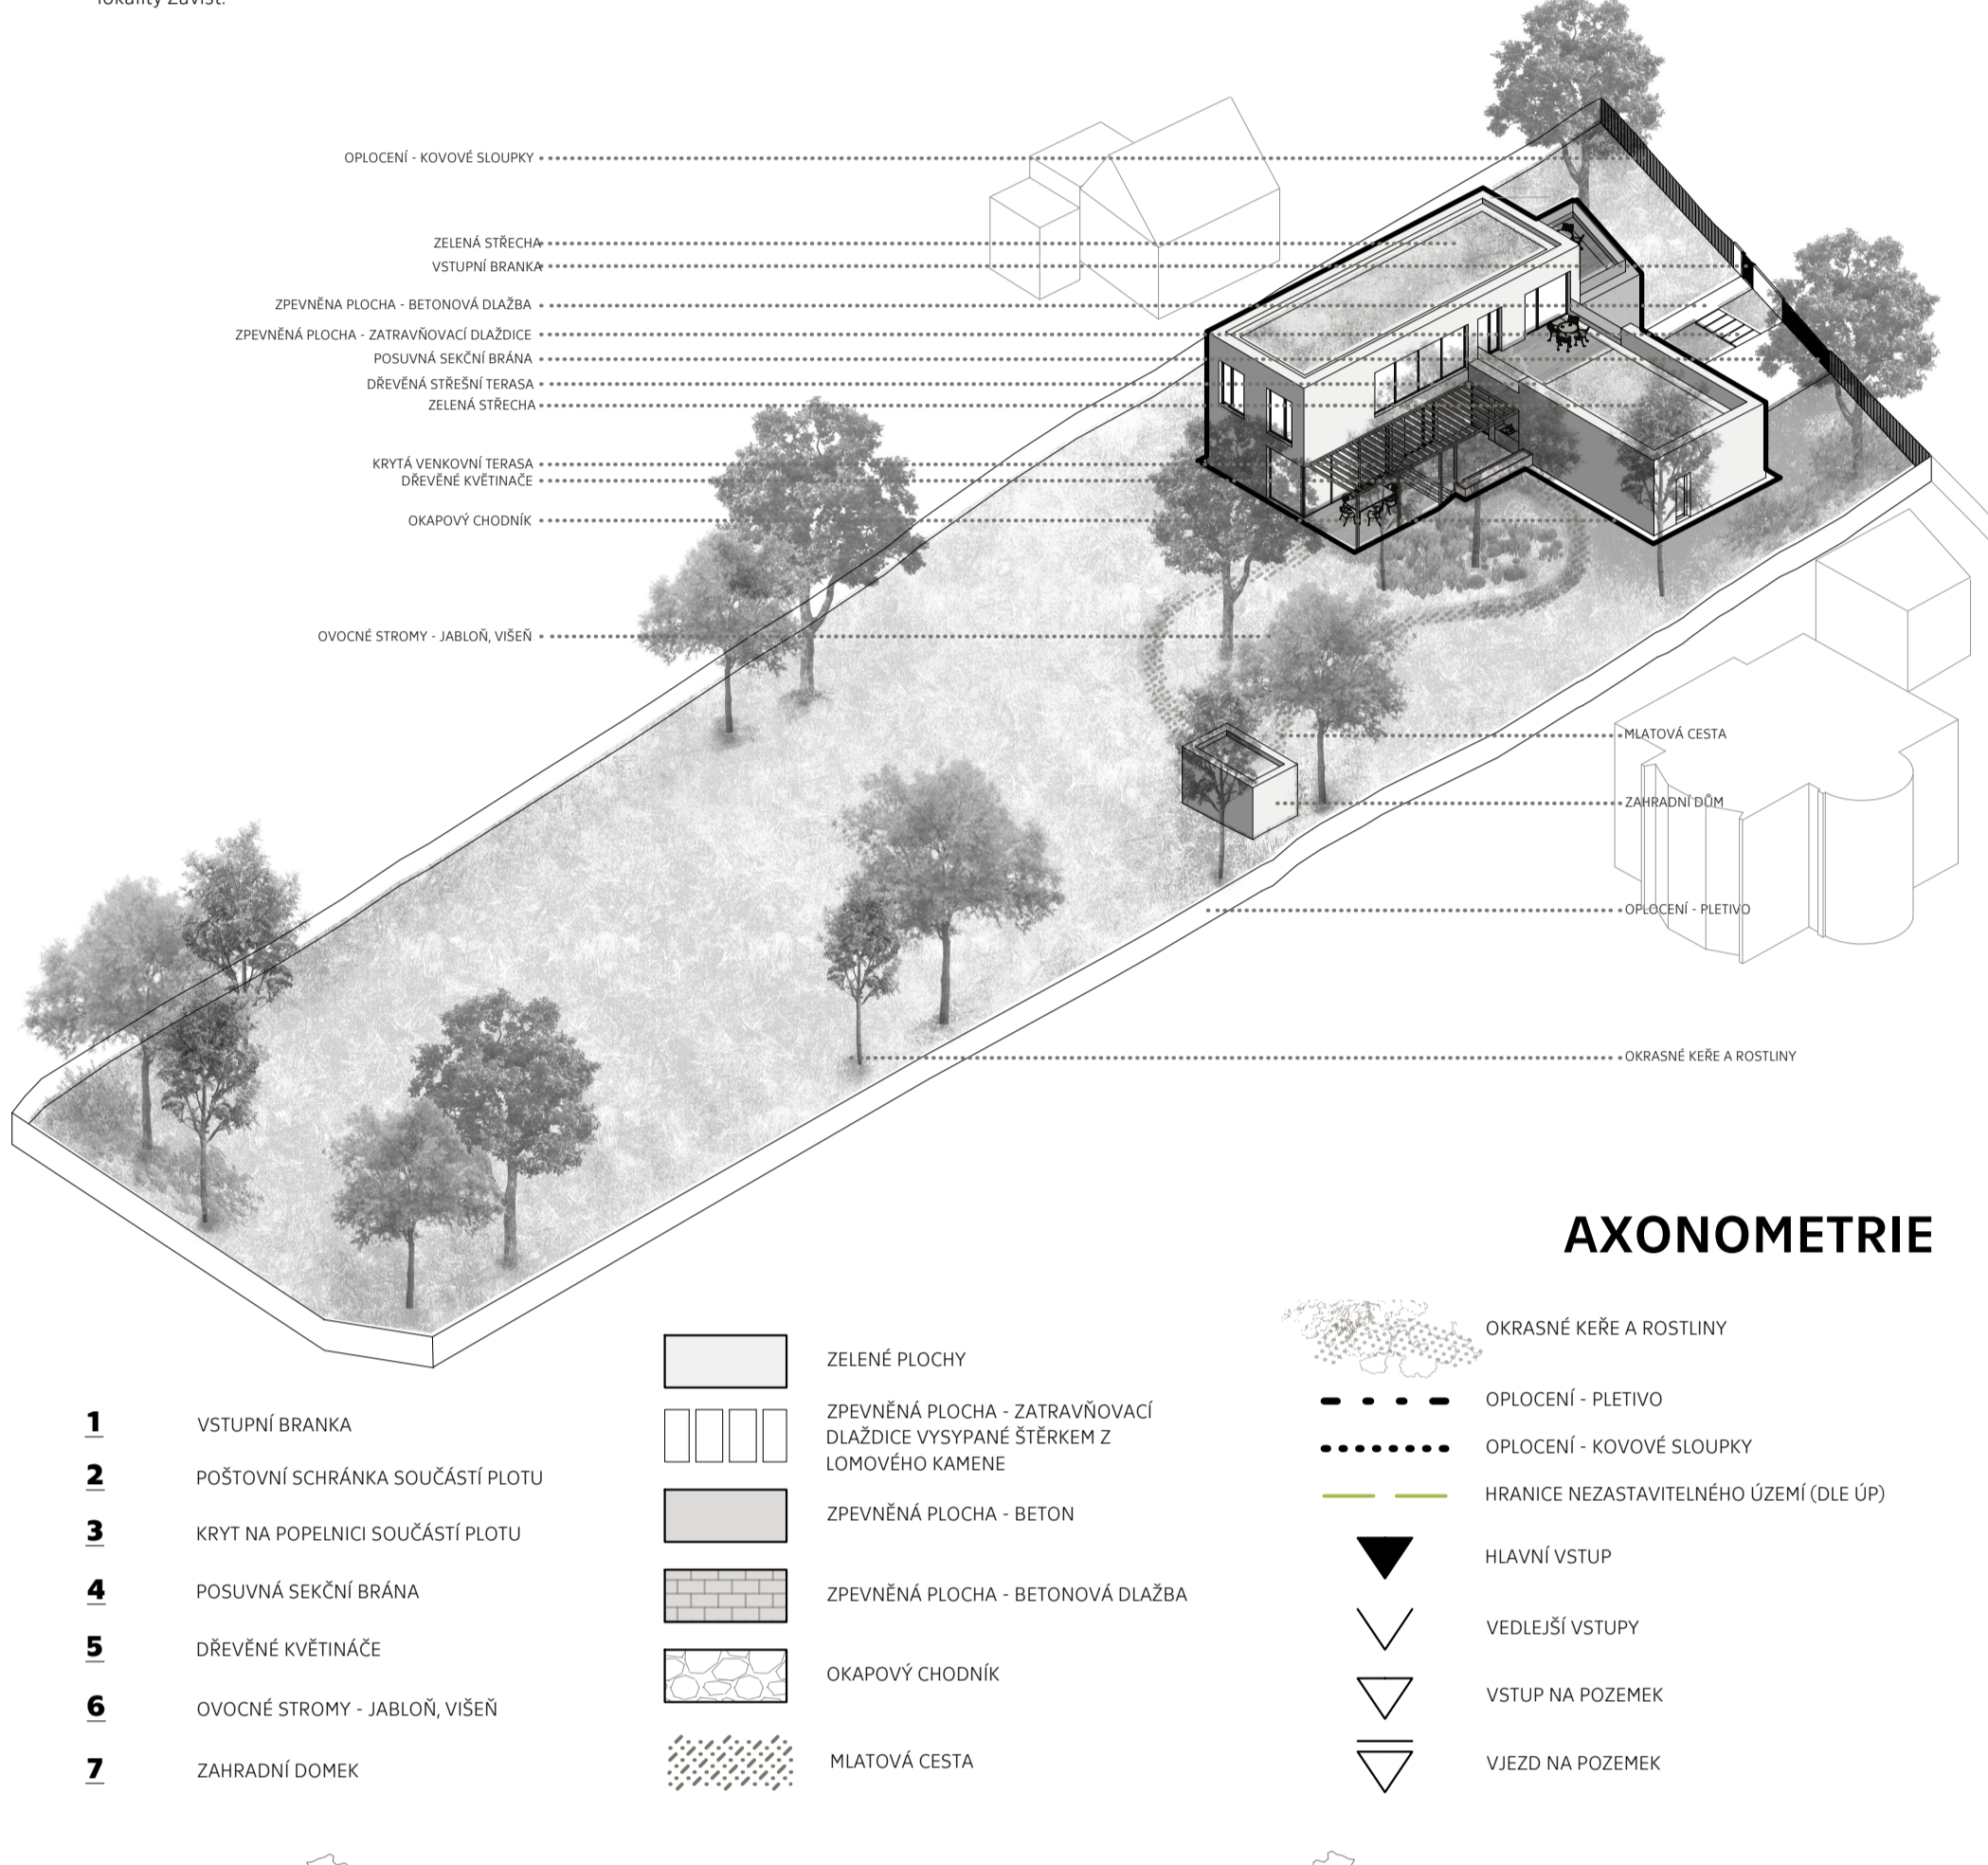 lokality Závist.
OPLOCENÍ - KOVOVÉ SLOUPKY
ZELENÁ STŘECHA
VSTUPNÍ BRANKA
ZPEVNĚNA PLOCHA - BETONOVÁ DLAŽBA
ZPEVNĚNÁ PLOCHA - ZATRAVŇOVACÍ DLAŽDICE
POSUVNÁ SEKČNÍ BRÁNA
DŘEVĚNÁ STŘEŠNÍ TERASA
ZELENÁ STŘECHA
KRYTÁ VENKOVNÍ TERASA
DŘEVĚNÉ KVĚTINAČE
OKAPOVÝ CHODNÍK
OVOCNÉ STROMY - JABLOŇ, VIŠEŇ
MLATOVÁ CESTA
ZAHRADNÍ DŮM
OPLOCENÍ - PLETIVO
OKRASNÉ KEŘE A ROSTLINY
AXONOMETRIE
1 VSTUPNÍ BRANKA
2 POŠTOVNÍ SCHRÁNKA SOUČÁSTÍ PLOTU
3 KRYT NA POPELNICI SOUČÁSTÍ PLOTU
4 POSUVNÁ SEKČNÍ BRÁNA
5 DŘEVĚNÉ KVĚTINÁČE
6 OVOCNÉ STROMY - JABLOŇ, VIŠEŇ
7 ZAHRADNÍ DOMEK
ZELENÉ PLOCHY
ZPEVNĚNÁ PLOCHA - ZATRAVŇOVACÍ
DLAŽDICE VYSYPANÉ ŠTĚRKEM Z
LOMOVÉHO KAMENE
ZPEVNĚNÁ PLOCHA - BETON
ZPEVNĚNÁ PLOCHA - BETONOVÁ DLAŽBA
OKAPOVÝ CHODNÍK
MLATOVÁ CESTA
OKRASNÉ KEŘE A ROSTLINY
OPLOCENÍ - PLETIVO
OPLOCENÍ - KOVOVÉ SLOUPKY
HRANICE NEZASTAVITELNÉHO ÚZEMÍ (DLE ÚP)
HLAVNÍ VSTUP
VEDLEJŠÍ VSTUPY
VSTUP NA POZEMEK
VJEZD NA POZEMEK